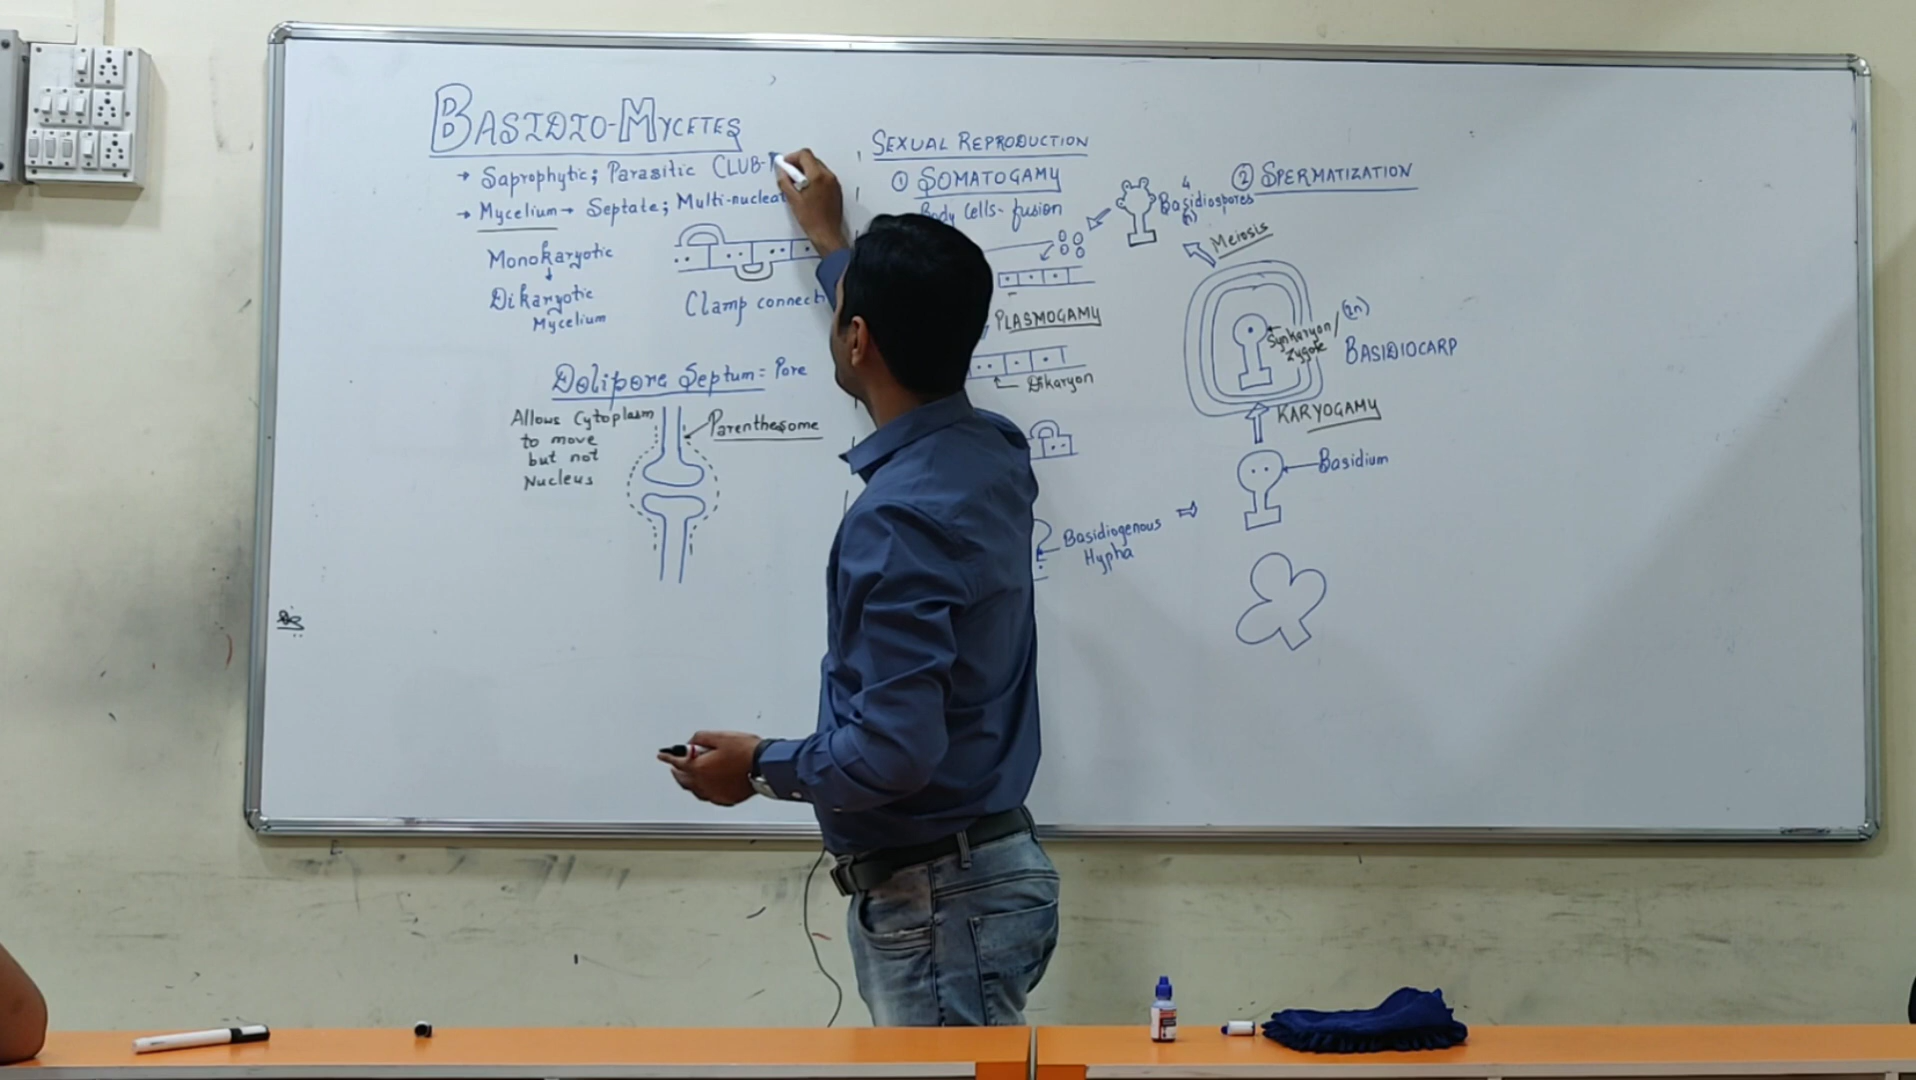 BASIDIO-MYCETES
→ Saprophytic; Parasitic CLUB-
→ Mycelium → Septate; Multi-nucleat
Monokaryotic
↓
Dikaryotic
Mycelium
Clamp connecti
Dolipore Septum = Pore
Allows Cytoplasm
to move
but not
Nucleus
Parenthesome
SEXUAL REPRODUCTION
① SOMATOGAMY
Body Cells - fusion
PLASMOGAMY
Dikaryon
Basidiogenous
Hypha
Basidium
KARYOGAMY
Synkaryon/
Zygote
(2n)
BASIDIOCARP
Meiosis
4
Basidiospores
(n)
② SPERMATIZATION